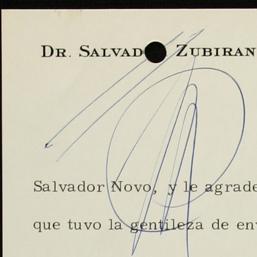 DR. SALVAD ZUBIRAN
Salvador Novo, y le agrade
que tuvo la gentileza de en